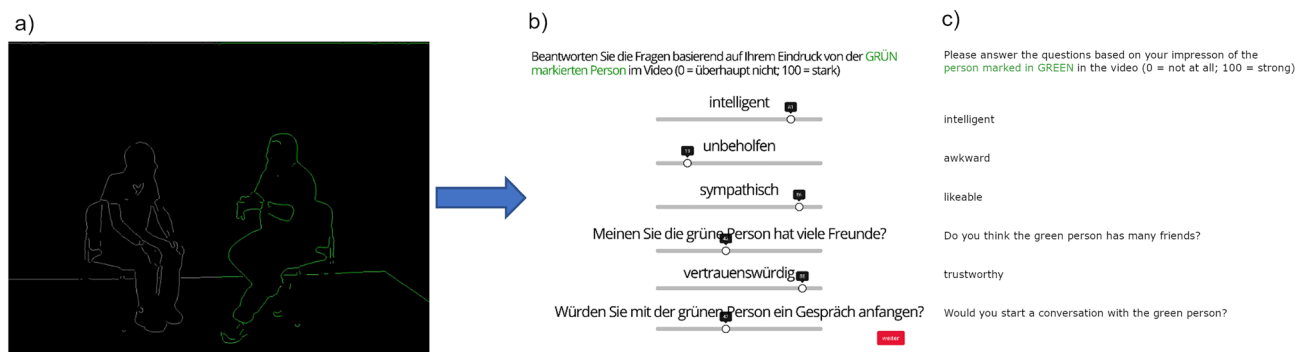 a)
b)
Beantworten Sie die Fragen basierend auf Ihrem Eindruck von der GRÜN
markierten Person im Video (0 = überhaupt nicht; 100 = stark)
intelligent
unbeholfen
sympathisch
Meinen Sie die grüne Person hat viele Freunde?
vertrauenswürdig
Würden Sie mit der grünen Person ein Gespräch anfangen?
weiter
c)
Please answer the questions based on your impresson of the
person marked in GREEN in the video (0 = not at all; 100 = strong)
intelligent
awkward
likeable
Do you think the green person has many friends?
trustworthy
Would you start a conversation with the green person?